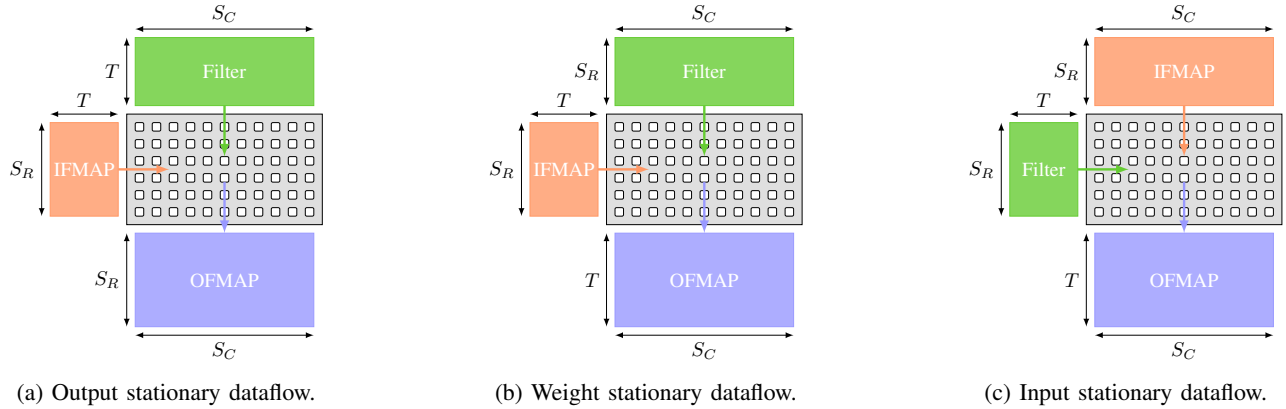 S_C
T
Filter
T
S_R
IFMAP
S_R
OFMAP
S_C
(a) Output stationary dataflow.
S_C
S_R
Filter
T
S_R
IFMAP
T
OFMAP
S_C
(b) Weight stationary dataflow.
S_C
S_R
IFMAP
T
S_R
Filter
T
OFMAP
S_C
(c) Input stationary dataflow.